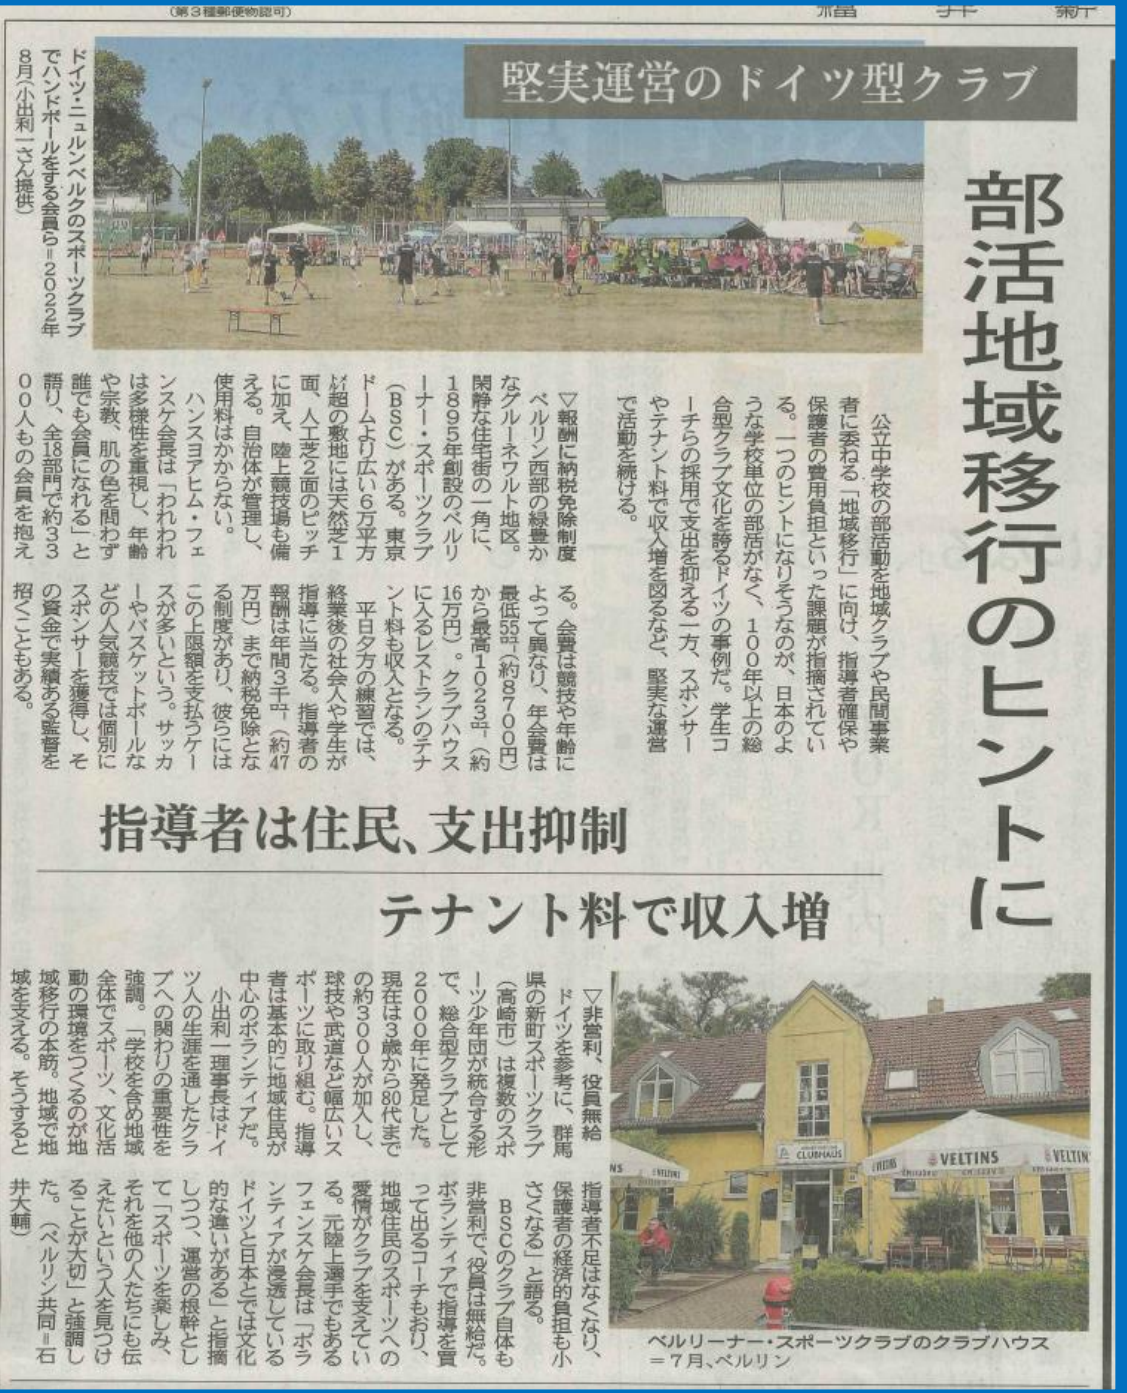 (第3種郵便物認可)
福井新
堅実運営のドイツ型クラブ
部活地域移行のヒントに
ドイツ・ニュルンベルクのスポーツクラブ
でハンドボールをする会員ら=2022年
8月(小出利一さん提供)
公立中学校の部活動を地域クラブや民間事業
者に委ねる「地域移行」に向け、指導者確保や
保護者の費用負担といった課題が指摘されてい
る。一つのヒントになりそうなのが、日本のよ
うな学校単位の部活がなく、100年以上の総
合型クラブ文化を誇るドイツの事例だ。学生コ
ーチらの採用で支出を抑える一方、スポンサー
やテナント料で収入増を図るなど、堅実な運営
で活動を続ける。
▽報酬に納税免除制度
ベルリン西部の緑豊か
なグルーネワルト地区。
閑静な住宅街の一角に、
1895年創設のベルリ
ーナー・スポーツクラブ
(BSC)がある。東京
ドームより広い6万平方
㍍超の敷地には天然芝1
面、人工芝2面のピッチ
に加え、陸上競技場も備
える。自治体が管理し、
使用料はかからない。
ハンスヨアヒム・フェ
ンスケ会長は「われわれ
は多様性を重視し、年齢
や宗教、肌の色を問わず
誰でも会員になれる」と
語り、全18部門で約33
00人もの会員を抱え
る。会費は競技や年齢に
よって異なり、年会費は
最低55㌦(約8700円)
から最高1023㌦(約
16万円)。クラブハウス
に入るレストランのテナ
ント料も収入となる。
平日夕方の練習では、
終業後の社会人や学生が
指導に当たる。指導者の
報酬は年間3千㌦(約47
万円)まで納税免除とな
る制度があり、彼らには
この上限額を支払うケー
スが多いという。サッカ
ーやバスケットボールな
どの人気競技では個別に
スポンサーを獲得し、そ
の資金で実績ある監督を
招くこともある。
指導者は住民、支出抑制
テナント料で収入増
▽非営利、役員無給
ドイツを参考に、群馬
県の新町スポーツクラブ
(高崎市)は複数のスポ
ーツ少年団が統合する形
で、総合型クラブとして
2000年に発足した。
現在は3歳から80代まで
の約300人が加入し、
球技や武道など幅広いス
ポーツに取り組む。指導
者は基本的に地域住民が
中心のボランティアだ。
小出利一理事長はドイ
ツ人の生涯を通したクラ
ブへの関わりの重要性を
強調。「学校を含め地域
全体でスポーツ、文化活
動の環境をつくるのが地
域移行の本筋。地域で地
域を支える。そうすると
指導者不足はなくなり、
保護者の経済的負担も小
さくなる」と語る。
BSCのクラブ自体も
非営利で、役員は無給だ。
ボランティアで指導を買
って出るコーチもおり、
地域住民のスポーツへの
愛情がクラブを支えてい
る。元陸上選手でもある
フェンスケ会長は「ボラ
ンティアが浸透している
ドイツと日本とでは文化
的な違いがある」と指摘
しつつ、運営の根幹とし
て「スポーツを楽しみ、
それを他の人たちにも伝
えたいという人を見つけ
ることが大切」と強調し
た。(ベルリン共同=石
井大輔)
CLUBHAUS
VELTINS
VELTINS
VELTIN
ベルリーナー・スポーツクラブのクラブハウス
=7月、ベルリン